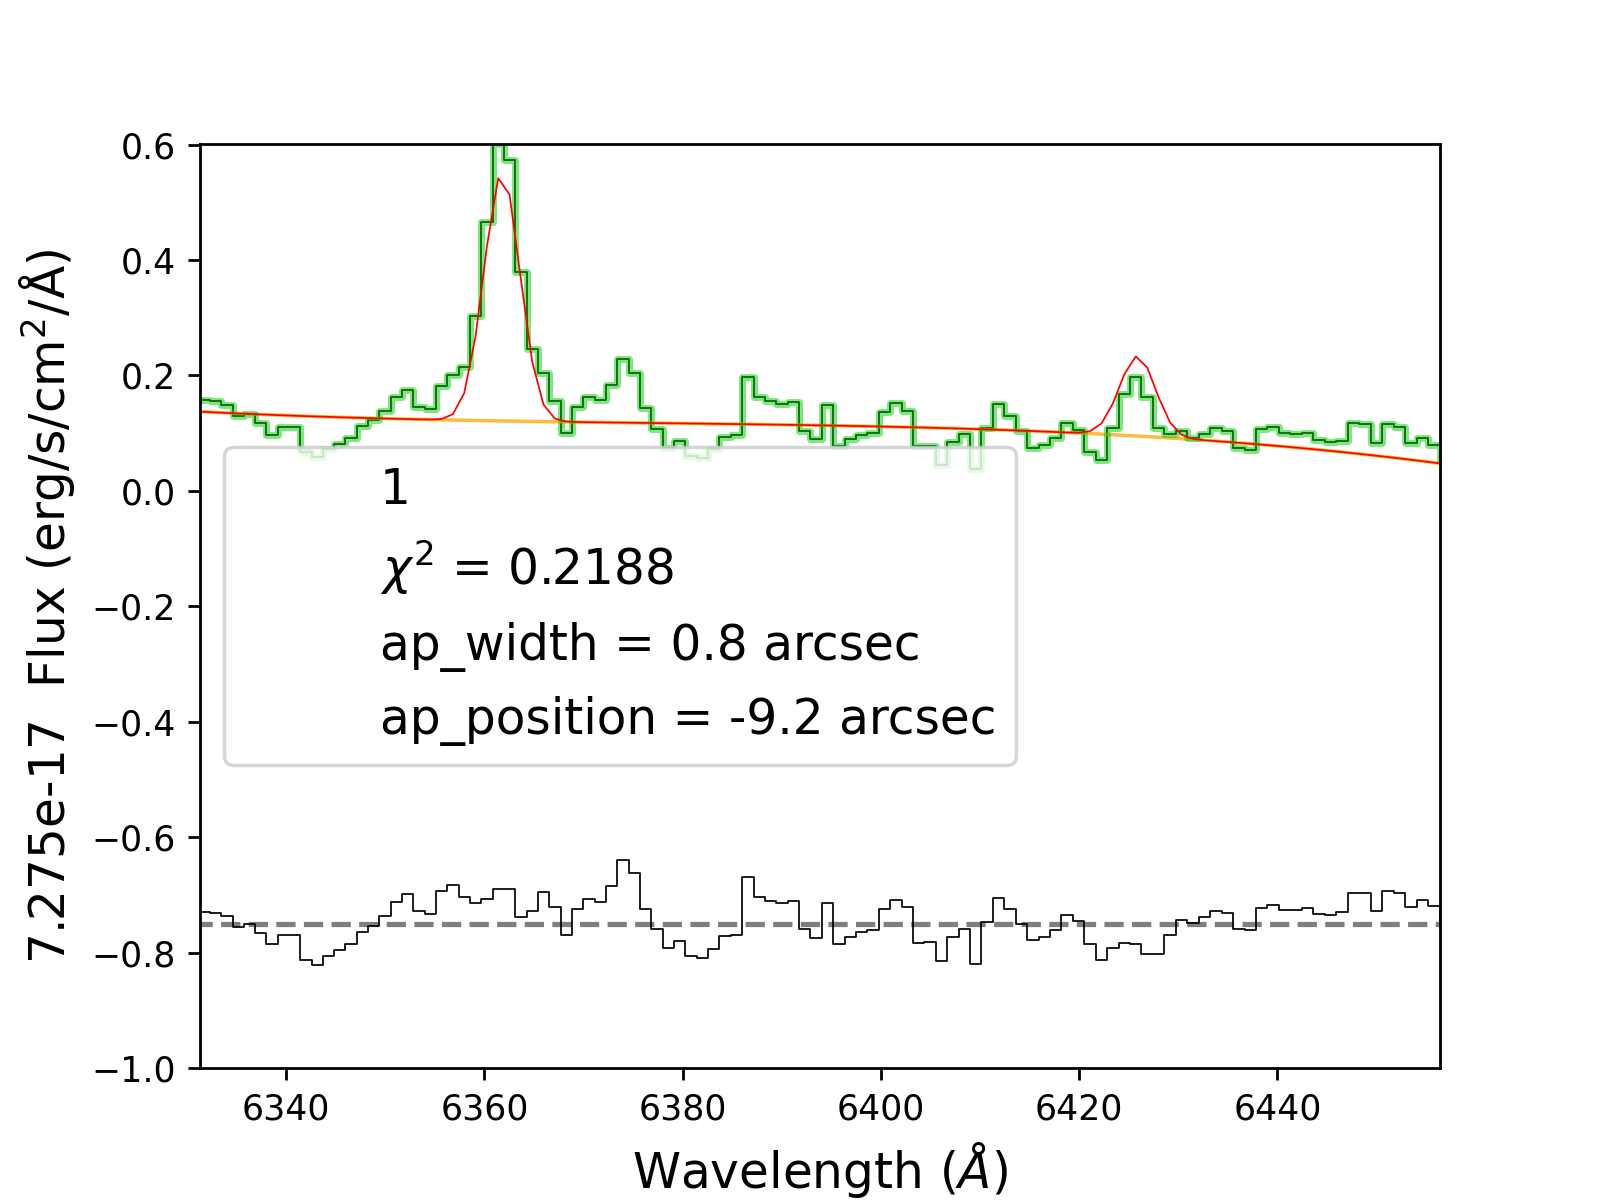 0.6
0.4
0.2
0.0
−0.2
−0.4
−0.6
−0.8
−1.0
7.275e-17 Flux (erg/s/cm²/Å)
1
χ² = 0.2188
ap_width = 0.8 arcsec
ap_position = -9.2 arcsec
6340 6360 6380 6400 6420 6440
Wavelength (Å)